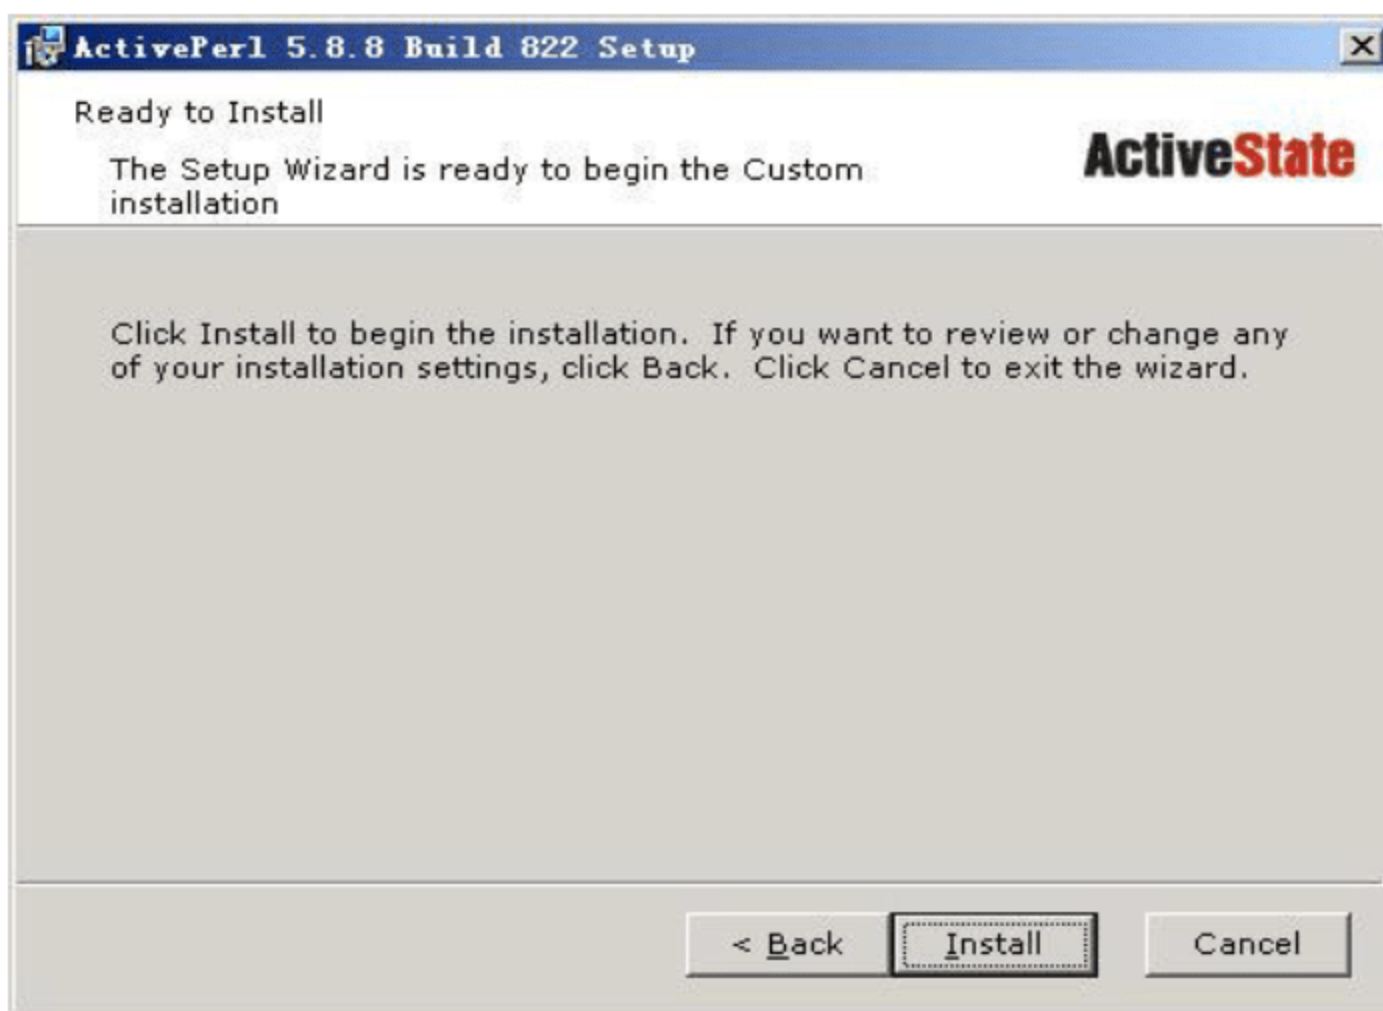 ActivePerl 5.8.8 Build 822 Setup
Ready to Install
The Setup Wizard is ready to begin the Custom
installation
ActiveState
Click Install to begin the installation.  If you want to review or change any
of your installation settings, click Back.  Click Cancel to exit the wizard.
< Back
Install
Cancel